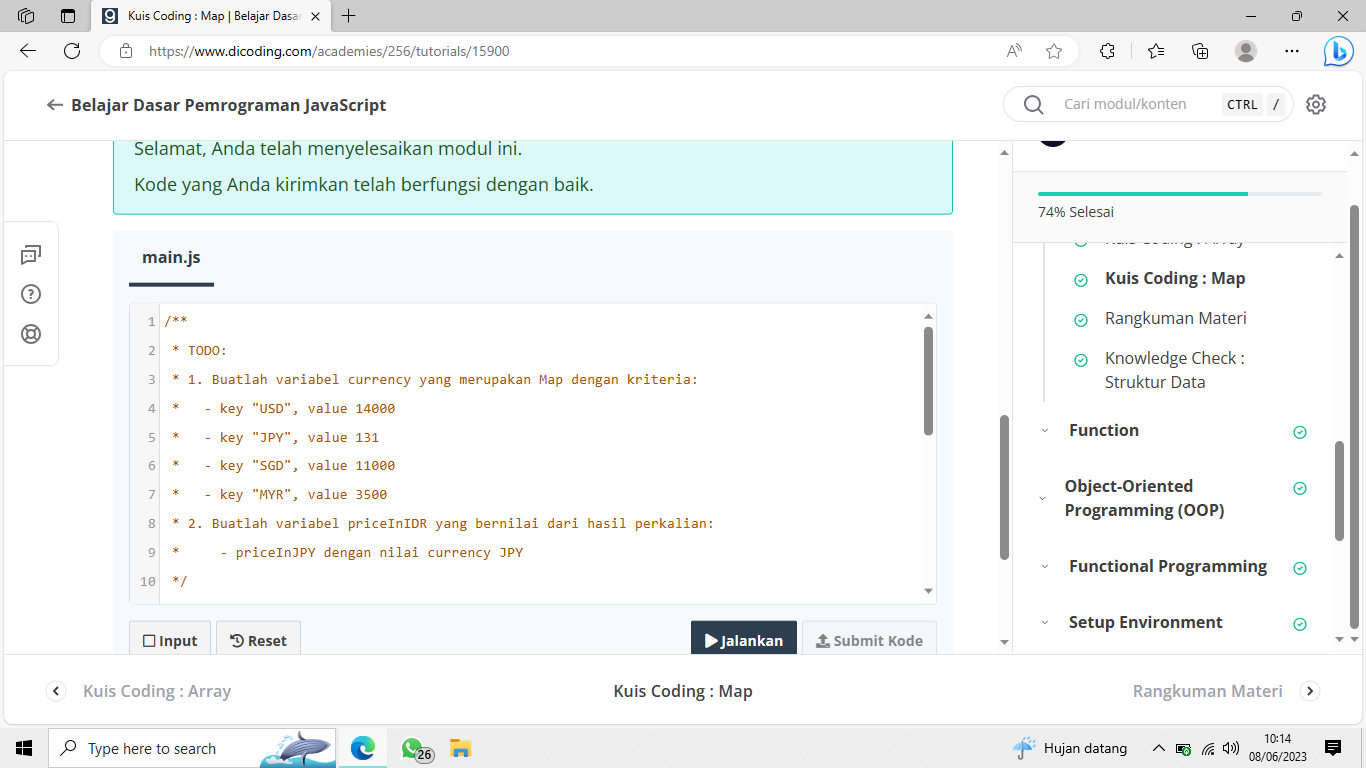 Kuis Coding : Map | Belajar Dasar
https://www.dicoding.com/academies/256/tutorials/15900
Belajar Dasar Pemrograman JavaScript
Cari modul/konten
CTRL /
Selamat, Anda telah menyelesaikan modul ini.
Kode yang Anda kirimkan telah berfungsi dengan baik.
main.js
1 /**
2 * TODO:
3 * 1. Buatlah variabel currency yang merupakan Map dengan kriteria:
4 * - key "USD", value 14000
5 * - key "JPY", value 131
6 * - key "SGD", value 11000
7 * - key "MYR", value 3500
8 * 2. Buatlah variabel priceInIDR yang bernilai dari hasil perkalian:
9 * - priceInJPY dengan nilai currency JPY
10 */
Input
Reset
Jalankan
Submit Kode
74% Selesai
Kuis Coding : Array
Kuis Coding : Map
Rangkuman Materi
Knowledge Check :
Struktur Data
Function
Object-Oriented
Programming (OOP)
Functional Programming
Setup Environment
Kuis Coding : Array
Kuis Coding : Map
Rangkuman Materi
Type here to search
26
Hujan datang
10:14
08/06/2023